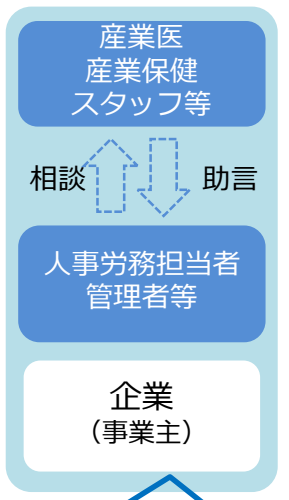 産業医
産業保健
スタッフ等
相談
助言
人事労務担当者
管理者等
企業
（事業主）